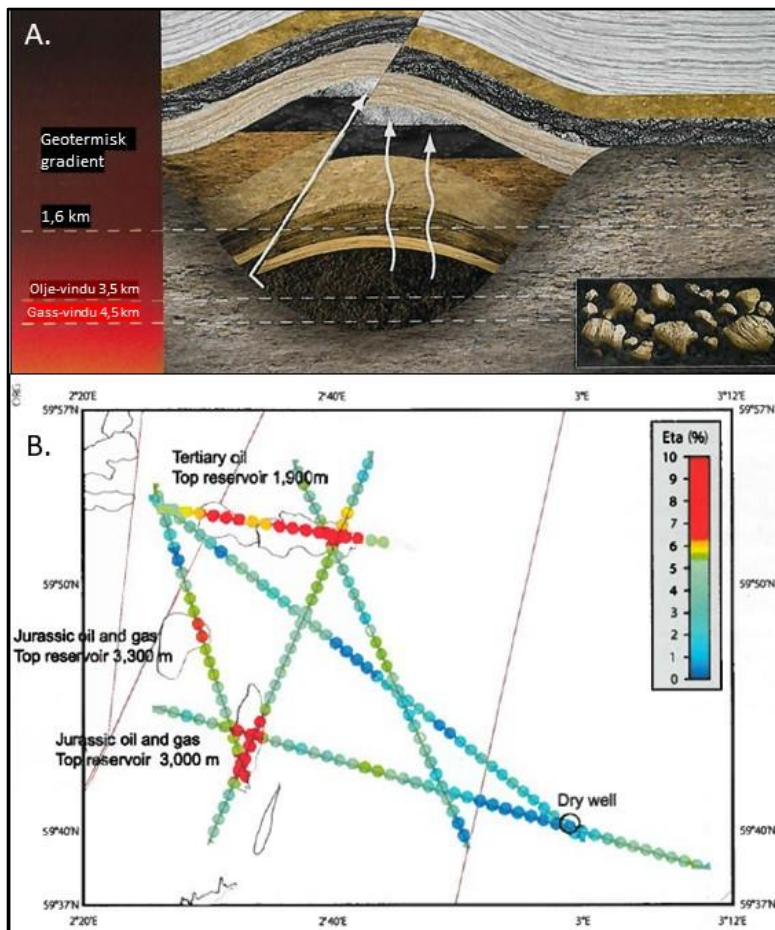 A.
Geotermisk
gradient
1,6 km
Olje-vindu 3,5 km
Gass-vindu 4,5 km
B.
2°20'E
2°40'E
3°E
3°12'E
59°57'N
59°57'N
Eta (%)
10
9
8
7
6
5
4
3
2
1
0
Tertiary oil
Top reservoir 1,900m
59°50'N
59°50'N
Jurassic oil and gas
Top reservoir 3,300 m
Jurassic oil and gas
Top reservoir 3,000 m
Dry well
59°40'N
59°40'N
59°37'N
59°37'N
2°20'E
2°40'E
3°E
3°12'E